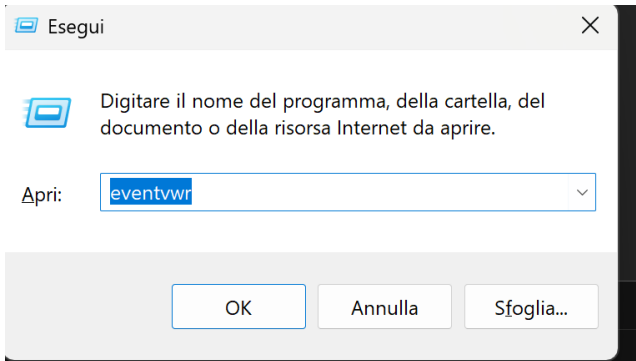 Esegui
Digitare il nome del programma, della cartella, del
documento o della risorsa Internet da aprire.
Apri: eventvwr
OK Annulla Sfoglia...